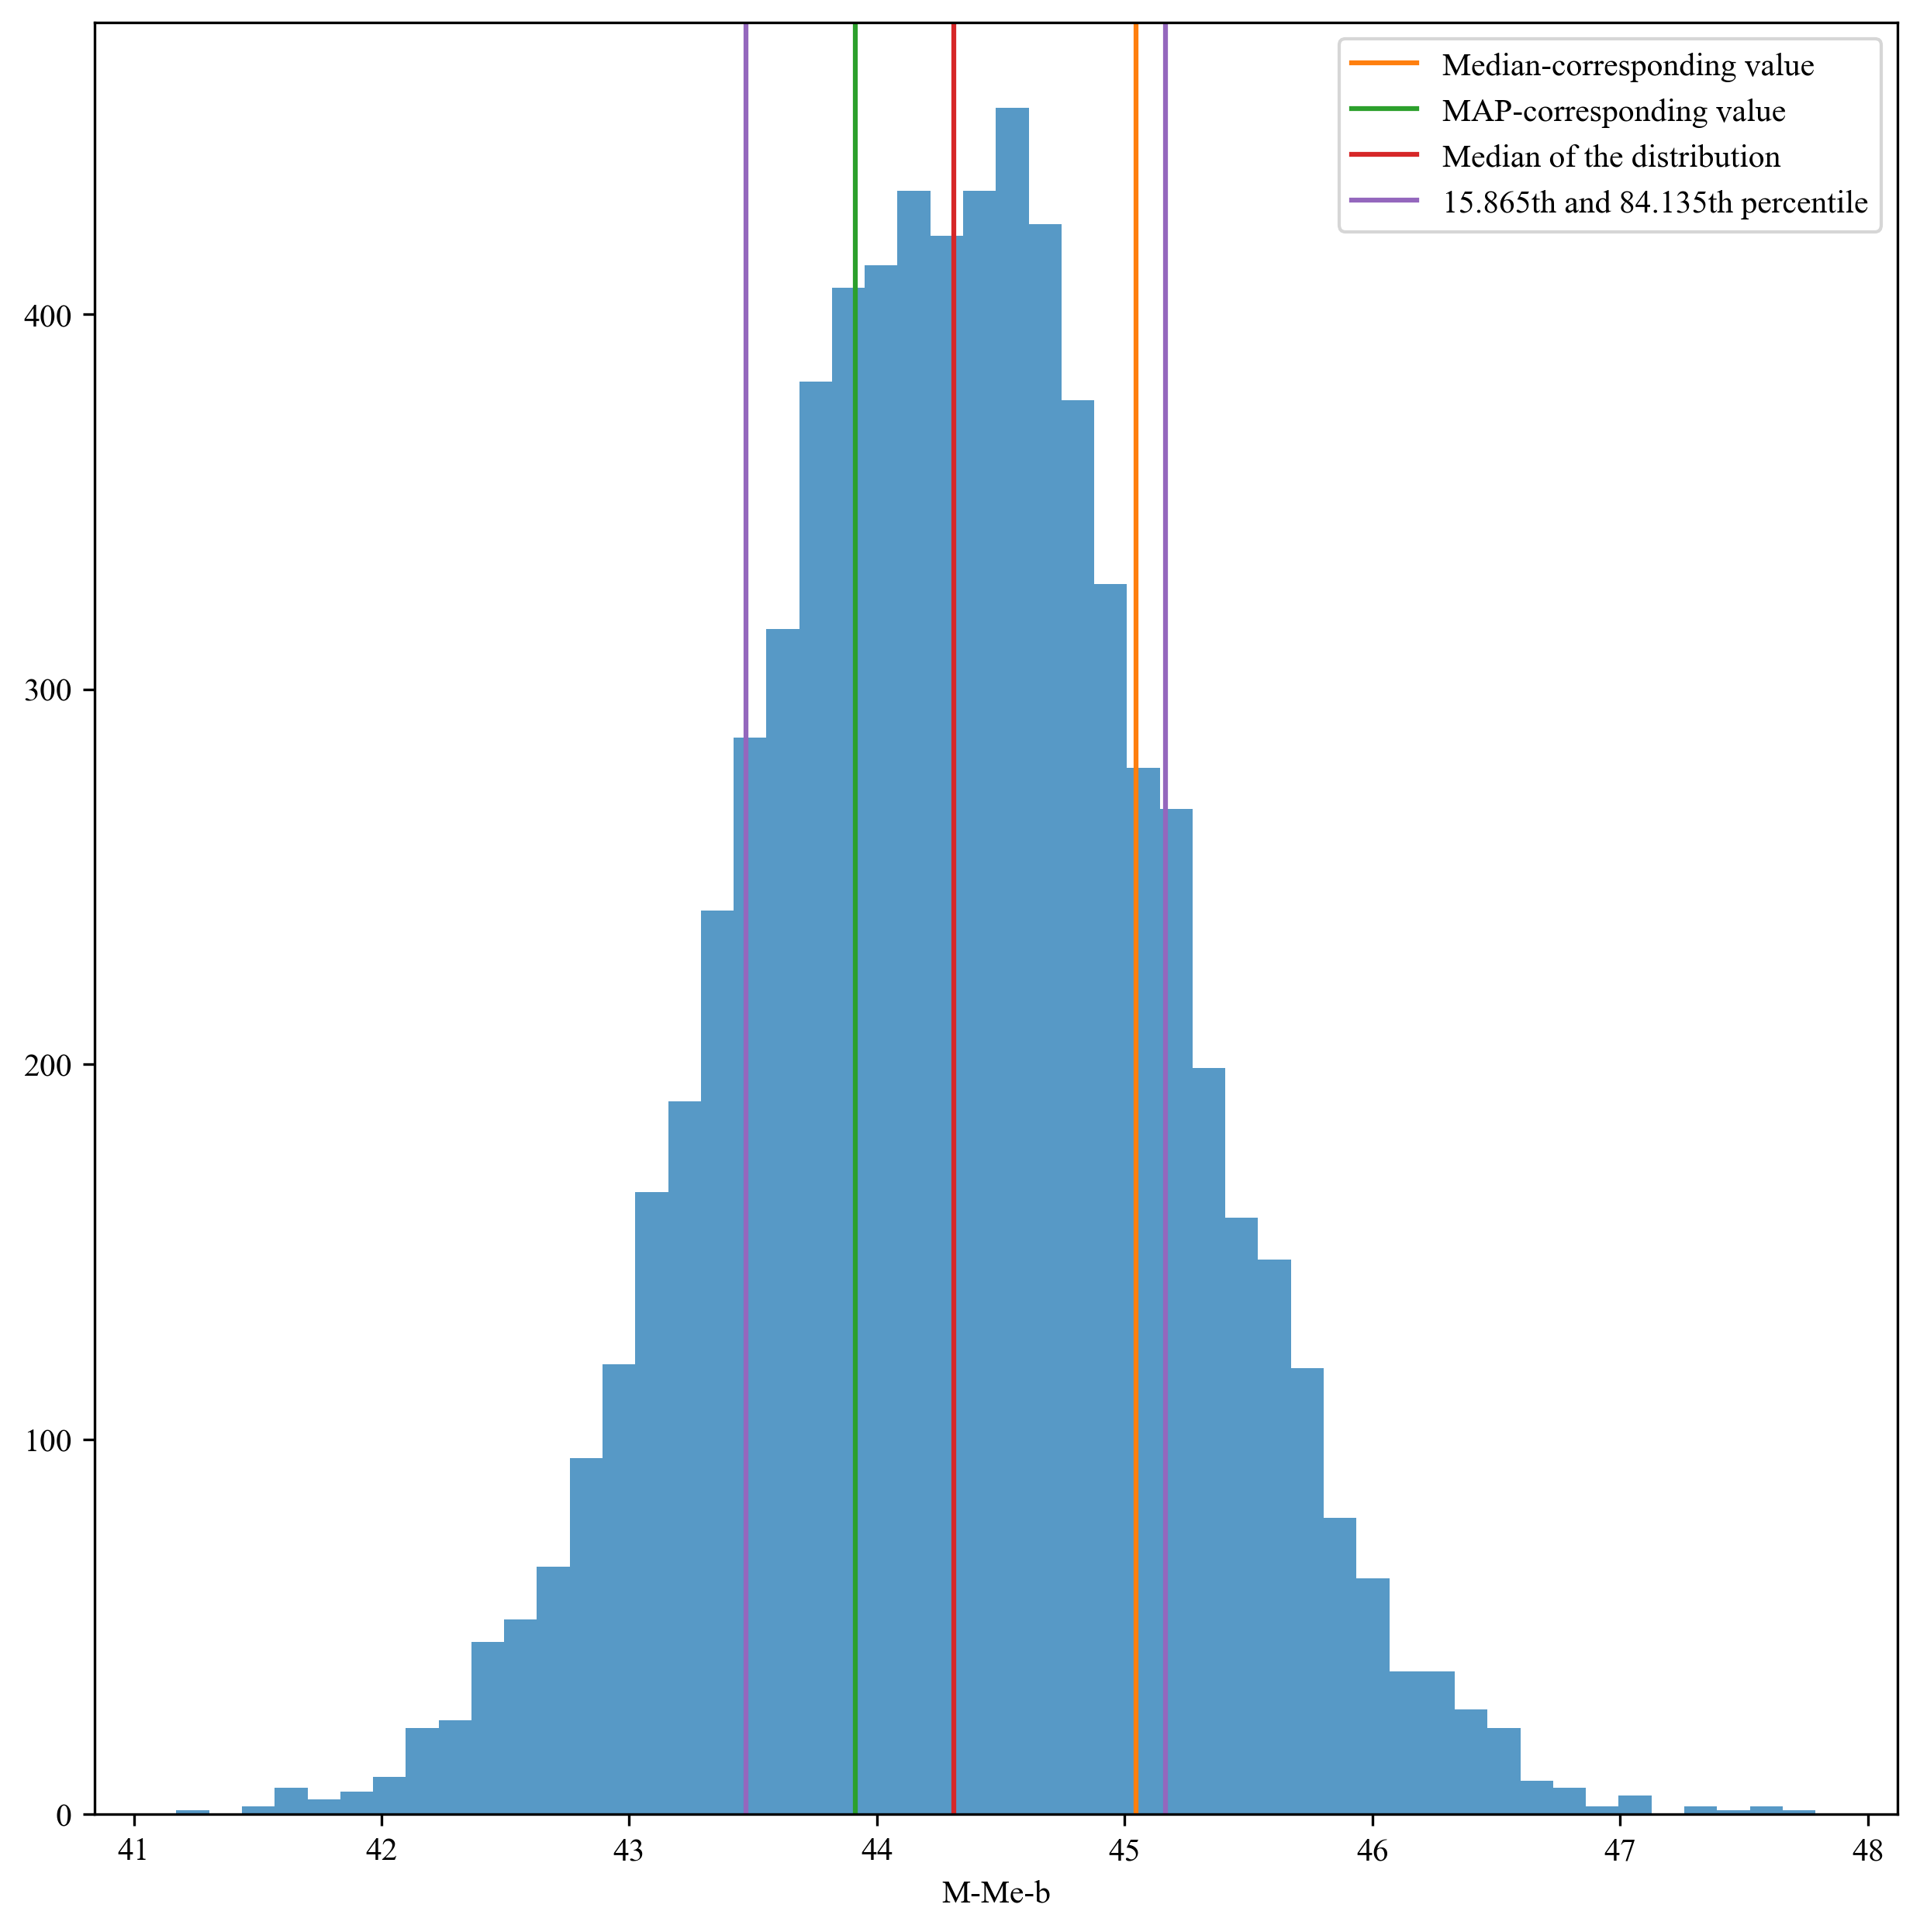 Median-corresponding value
MAP-corresponding value
Median of the distribution
15.865th and 84.135th percentile
400
300
200
100
0
41 42 43 44 45 46 47 48
M-Me-b